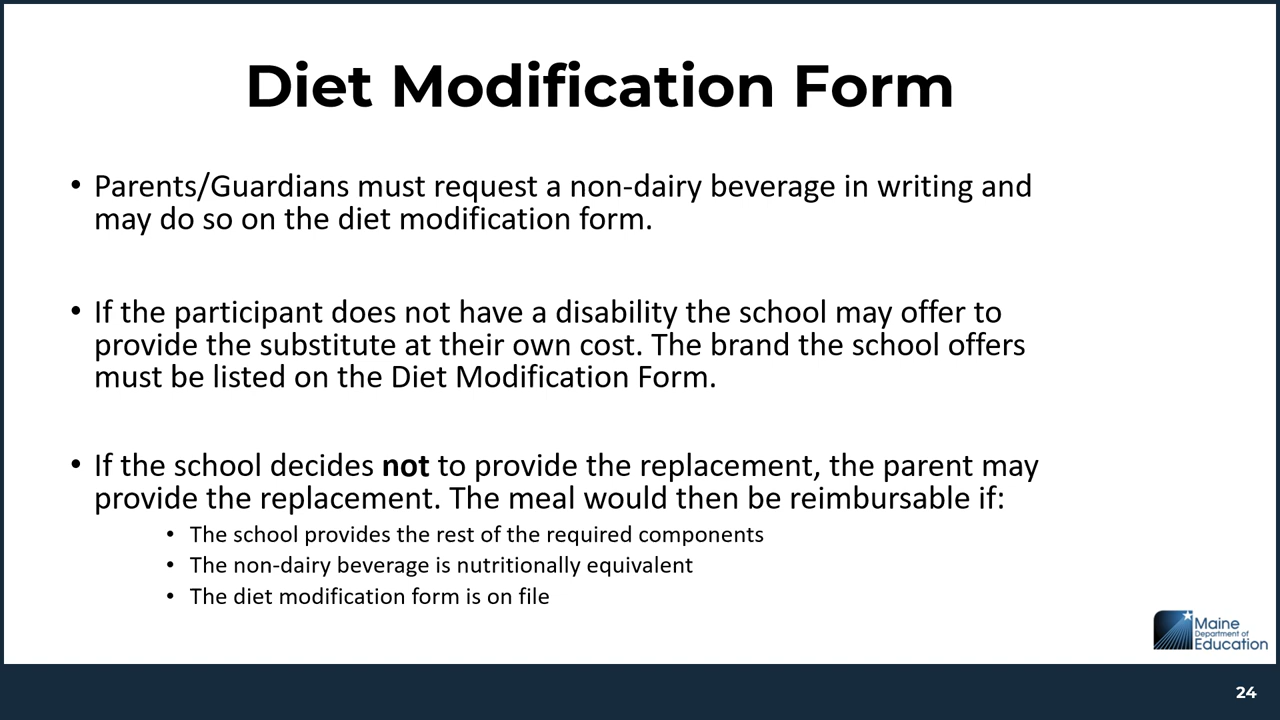 Diet Modification Form
• Parents/Guardians must request a non-dairy beverage in writing and
may do so on the diet modification form.
• If the participant does not have a disability the school may offer to
provide the substitute at their own cost. The brand the school offers
must be listed on the Diet Modification Form.
• If the school decides not to provide the replacement, the parent may
provide the replacement. The meal would then be reimbursable if:
• The school provides the rest of the required components
• The non-dairy beverage is nutritionally equivalent
• The diet modification form is on file
Maine
Department of
Education
24